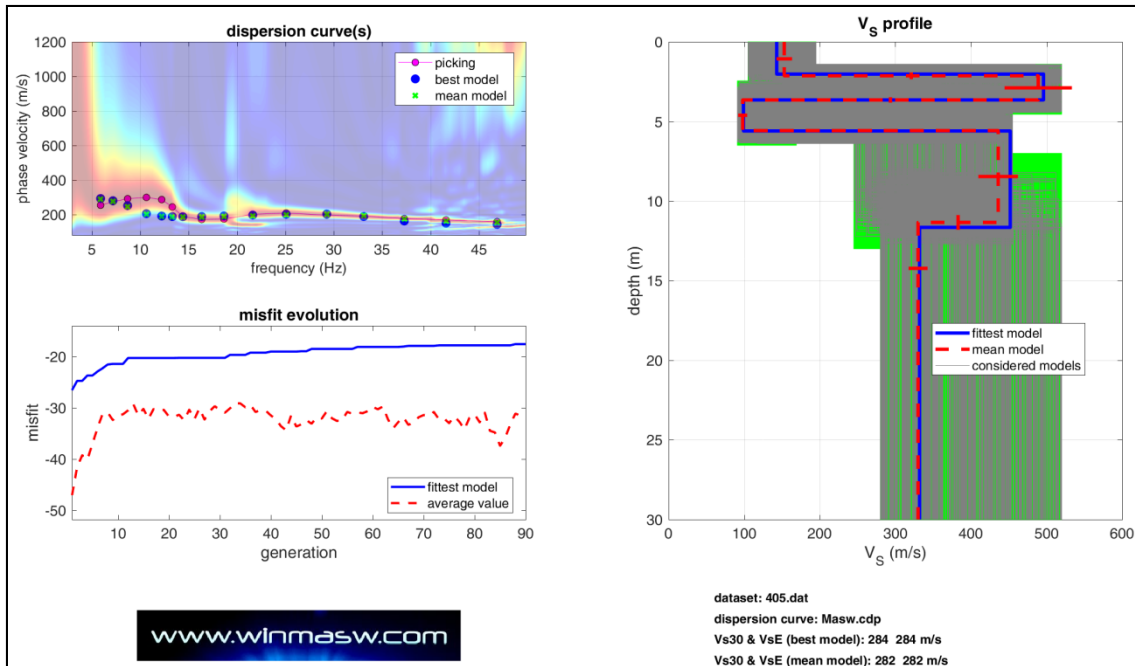 dispersion curve(s)
1200
1000
800
600
400
200
phase velocity (m/s)
picking
best model
mean model
5 10 15 20 25 30 35 40 45
frequency (Hz)
misfit evolution
-20
-30
-40
-50
misfit
fittest model
average value
10 20 30 40 50 60 70 80 90
generation
www.winmasw.com
VS profile
0
5
10
15
20
25
30
depth (m)
fittest model
mean model
considered models
0 100 200 300 400 500 600
VS (m/s)
dataset: 405.dat
dispersion curve: Masw.cdp
Vs30 & VsE (best model): 284 284 m/s
Vs30 & VsE (mean model): 282 282 m/s